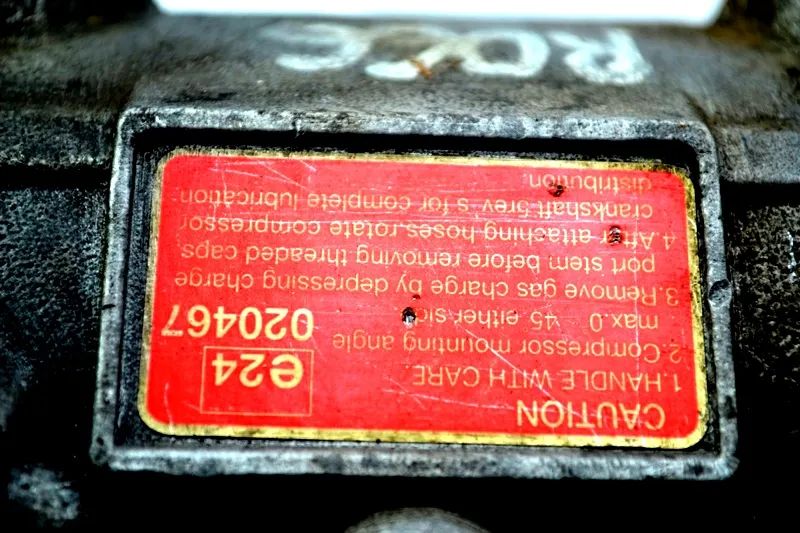 CAUTION
1.HANDLE WITH CARE.
2.Compressor mounting angle
max.0 45 either side
3.Remove gas charge by depressing charge
port stem before removing threaded caps
4.After attaching hoses,rotate compressor
crankshaft 5rev.s for complete lubrication
distribution.
e24
020467